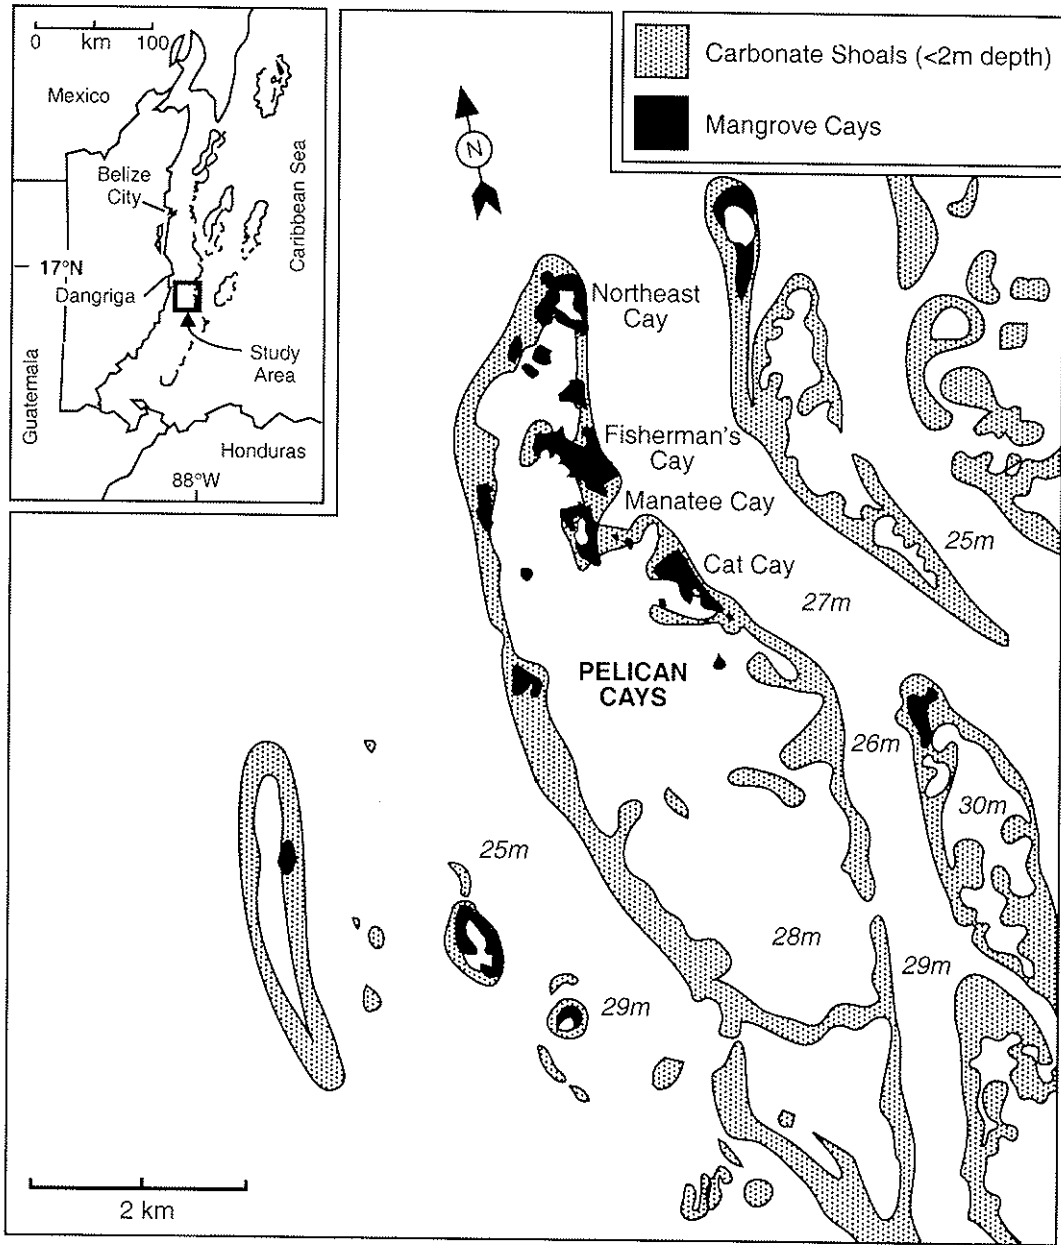 0 km 100
Mexico
Belize
City
Caribbean Sea
17°N
Dangriga
Study
Area
Guatemala
Honduras
88°W
Carbonate Shoals (<2m depth)
Mangrove Cays
N
Northeast
Cay
Fisherman's
Cay
Manatee Cay
Cat Cay
25m
27m
PELICAN
CAYS
26m
30m
25m
28m
29m
29m
2 km